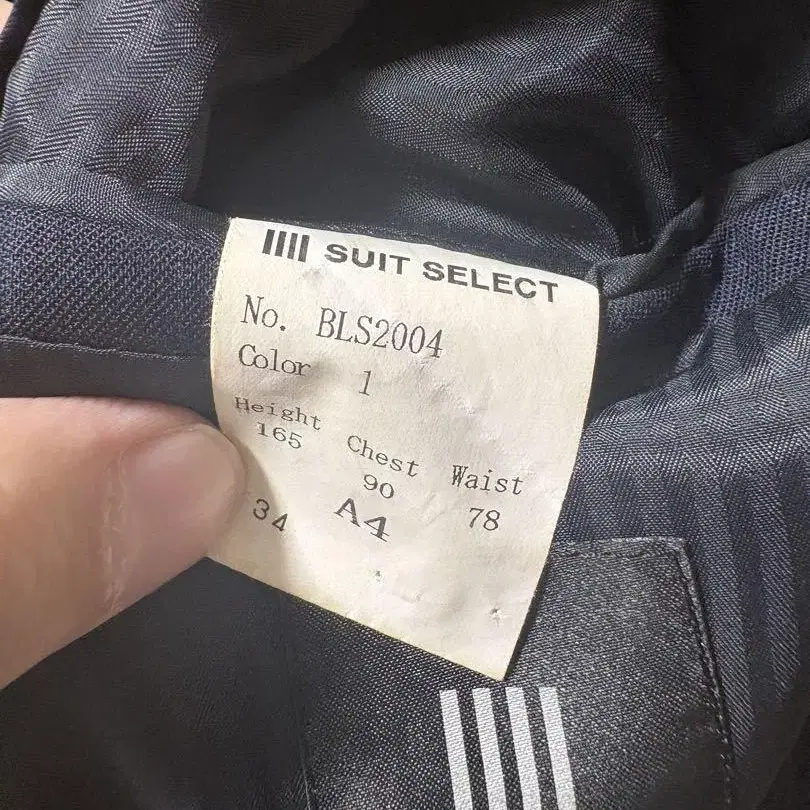 SUIT SELECT
No. BLS2004
Color 1
Height Chest Waist
165 90 78
34 A4